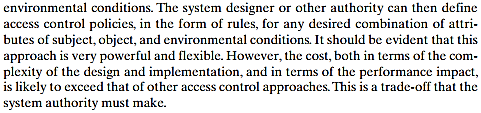 environmental conditions. The system designer or other authority can then define
access control policies, in the form of rules, for any desired combination of attri-
butes of subject, object, and environmental conditions. It should be evident that this
approach is very powerful and flexible. However, the cost, both in terms of the com-
plexity of the design and implementation, and in terms of the performance impact,
is likely to exceed that of other access control approaches. This is a trade-off that the
system authority must make.